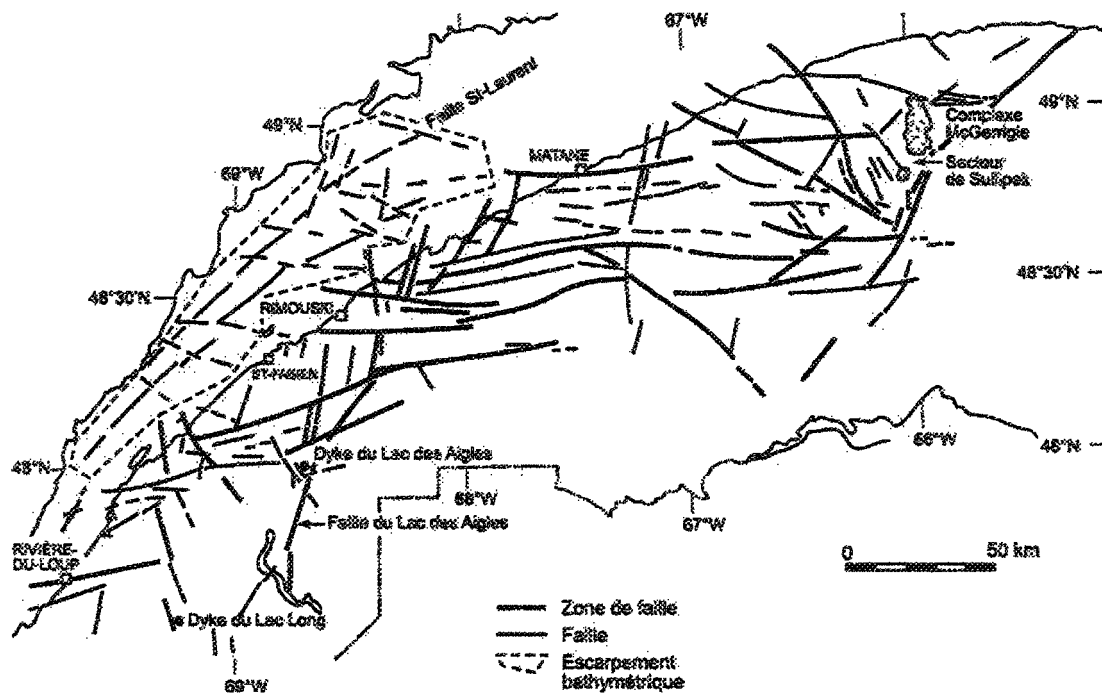 67°W
Faille St-Laurent
49°N
49°N
Complexe
McGerrigle
MATANE
Secteur
de Sullipek
69°W
48°30'N
48°30'N
RIMOUSKI
ST-FABIEN
66°W
48°N
48°N
Dyke du Lac des Aigles
68°W
67°W
Faille du Lac des Aigles
RIVIÈRE-
DU-LOUP
0 50 km
Dyke du Lac Long
Zone de faille
Faille
Escarpement
bathymétrique
69°W